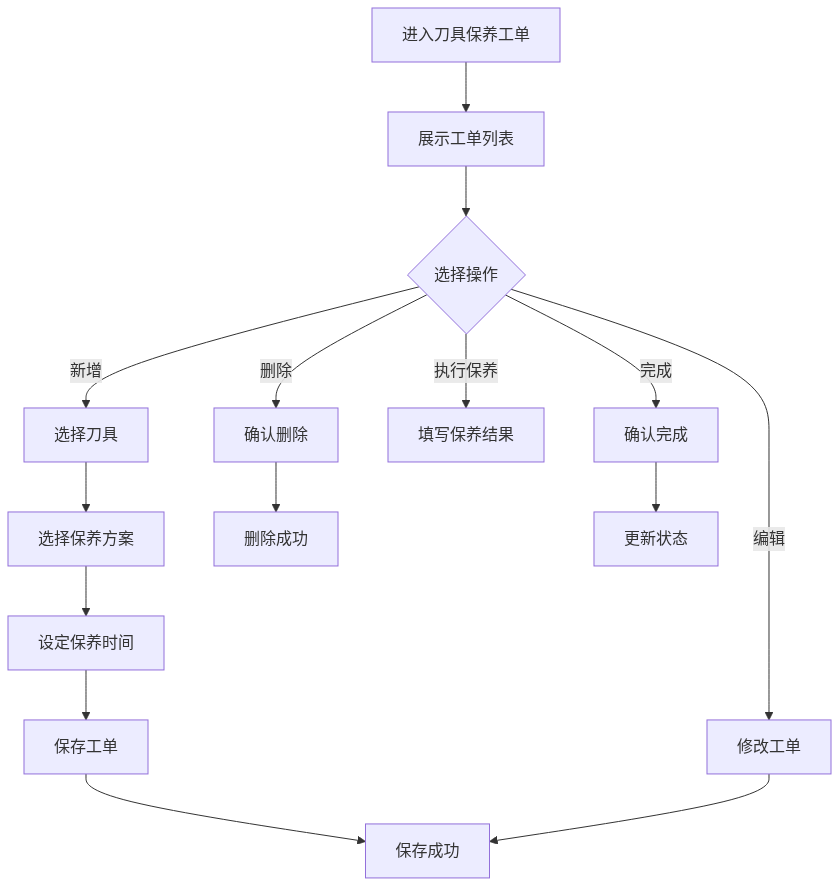 进入刀具保养工单
展示工单列表
选择操作
新增
删除
执行保养
完成
选择刀具
确认删除
填写保养结果
确认完成
选择保养方案
删除成功
更新状态
编辑
设定保养时间
保存工单
修改工单
保存成功